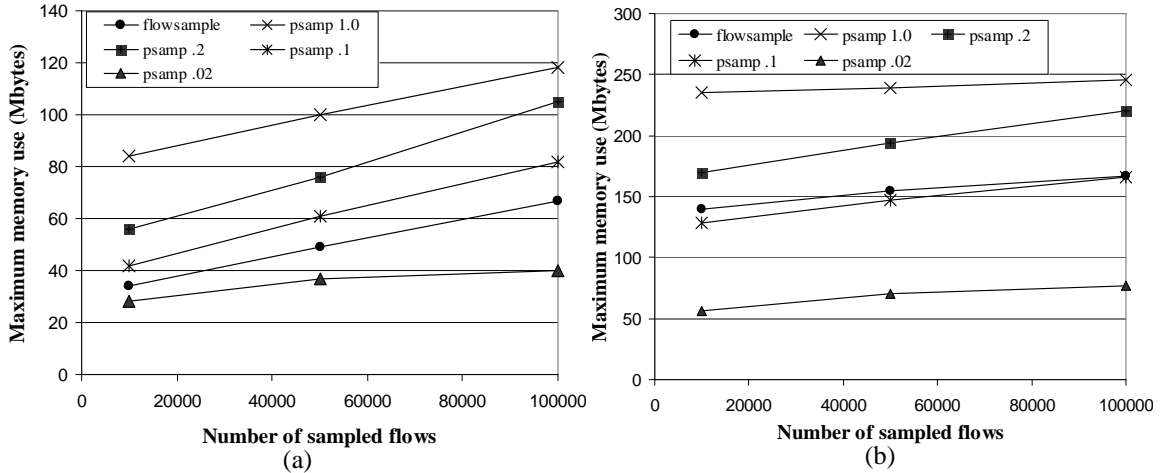 Maximum memory use (Mbytes)
140
120
100
80
60
40
20
0
flowsample
psamp 1.0
psamp .2
psamp .1
psamp .02
0 20000 40000 60000 80000 100000
Number of sampled flows
(a)
Maximum memory use (Mbytes)
300
250
200
150
100
50
0
flowsample psamp 1.0 psamp .2
psamp .1 psamp .02
0 20000 40000 60000 80000 100000
Number of sampled flows
(b)